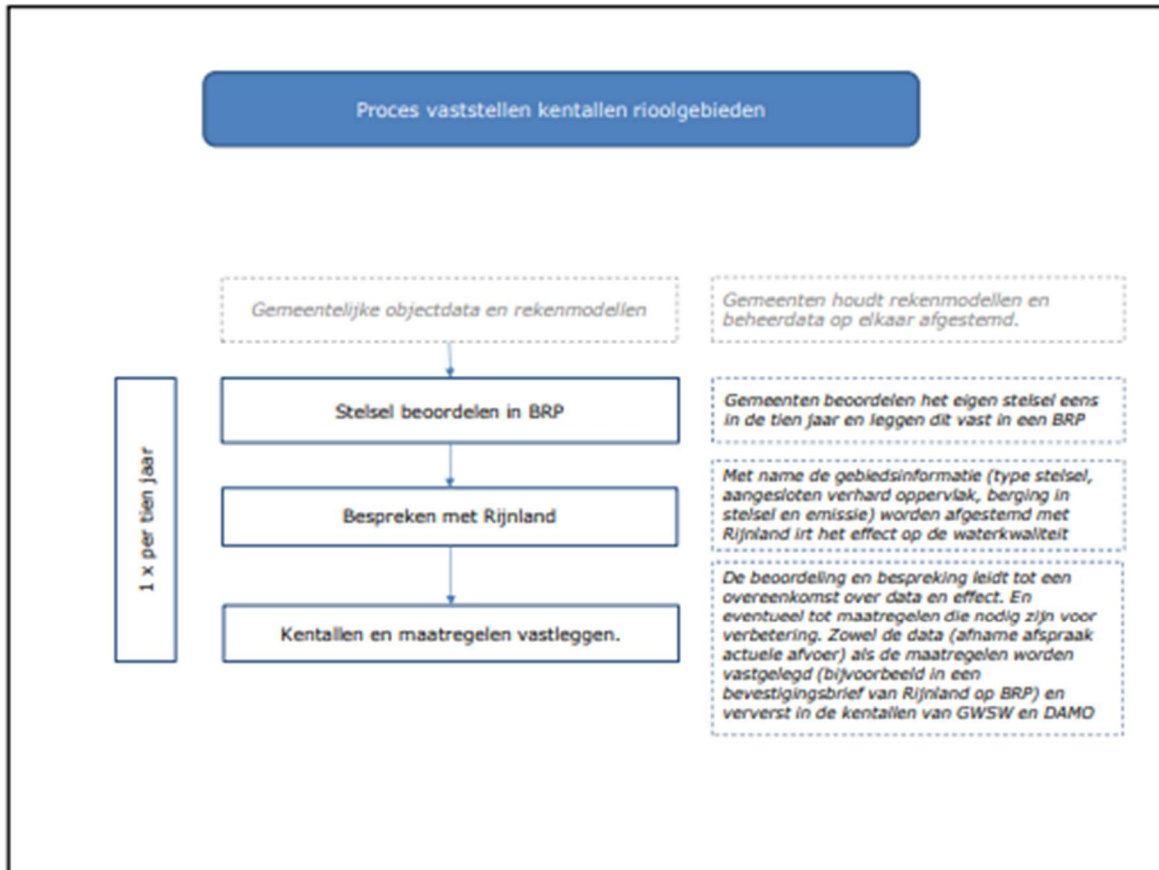 Proces vaststellen kentallen rioolgebieden
Gemeentelijke objectdata en rekenmodellen
Gemeenten houdt rekenmodellen en
beheerdata op elkaar afgestemd.
1 x per tien jaar
Stelsel beoordelen in BRP
Gemeenten beoordelen het eigen stelsel eens
in de tien jaar en leggen dit vast in een BRP
Bespreken met Rijnland
Met name de gebiedsinformatie (type stelsel,
aangesloten verhard oppervlak, berging in
stelsel en emissie) worden afgestemd met
Rijnland irt het effect op de waterkwaliteit
Kentallen en maatregelen vastleggen.
De beoordeling en bespreking leidt tot een
overeenkomst over data en effect. En
eventueel tot maatregelen die nodig zijn voor
verbetering. Zowel de data (afname afspraak
actuele afvoer) als de maatregelen worden
vastgelegd (bijvoorbeeld in een
bevestigingsbrief van Rijnland op BRP) en
ververst in de kentallen van GWSW en DAMO